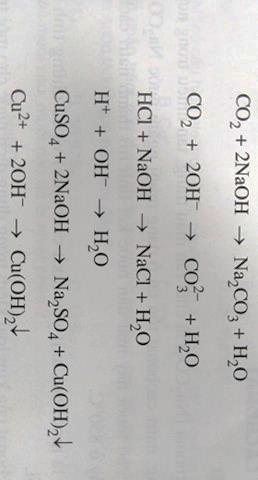 CO₂ + 2NaOH → Na₂CO₃ + H₂O
CO₂ + 2OH⁻ → CO₃²⁻ + H₂O
HCl + NaOH → NaCl + H₂O
H⁺ + OH⁻ → H₂O
CuSO₄ + 2NaOH → Na₂SO₄ + Cu(OH)₂↓
Cu²⁺ + 2OH⁻ → Cu(OH)₂↓